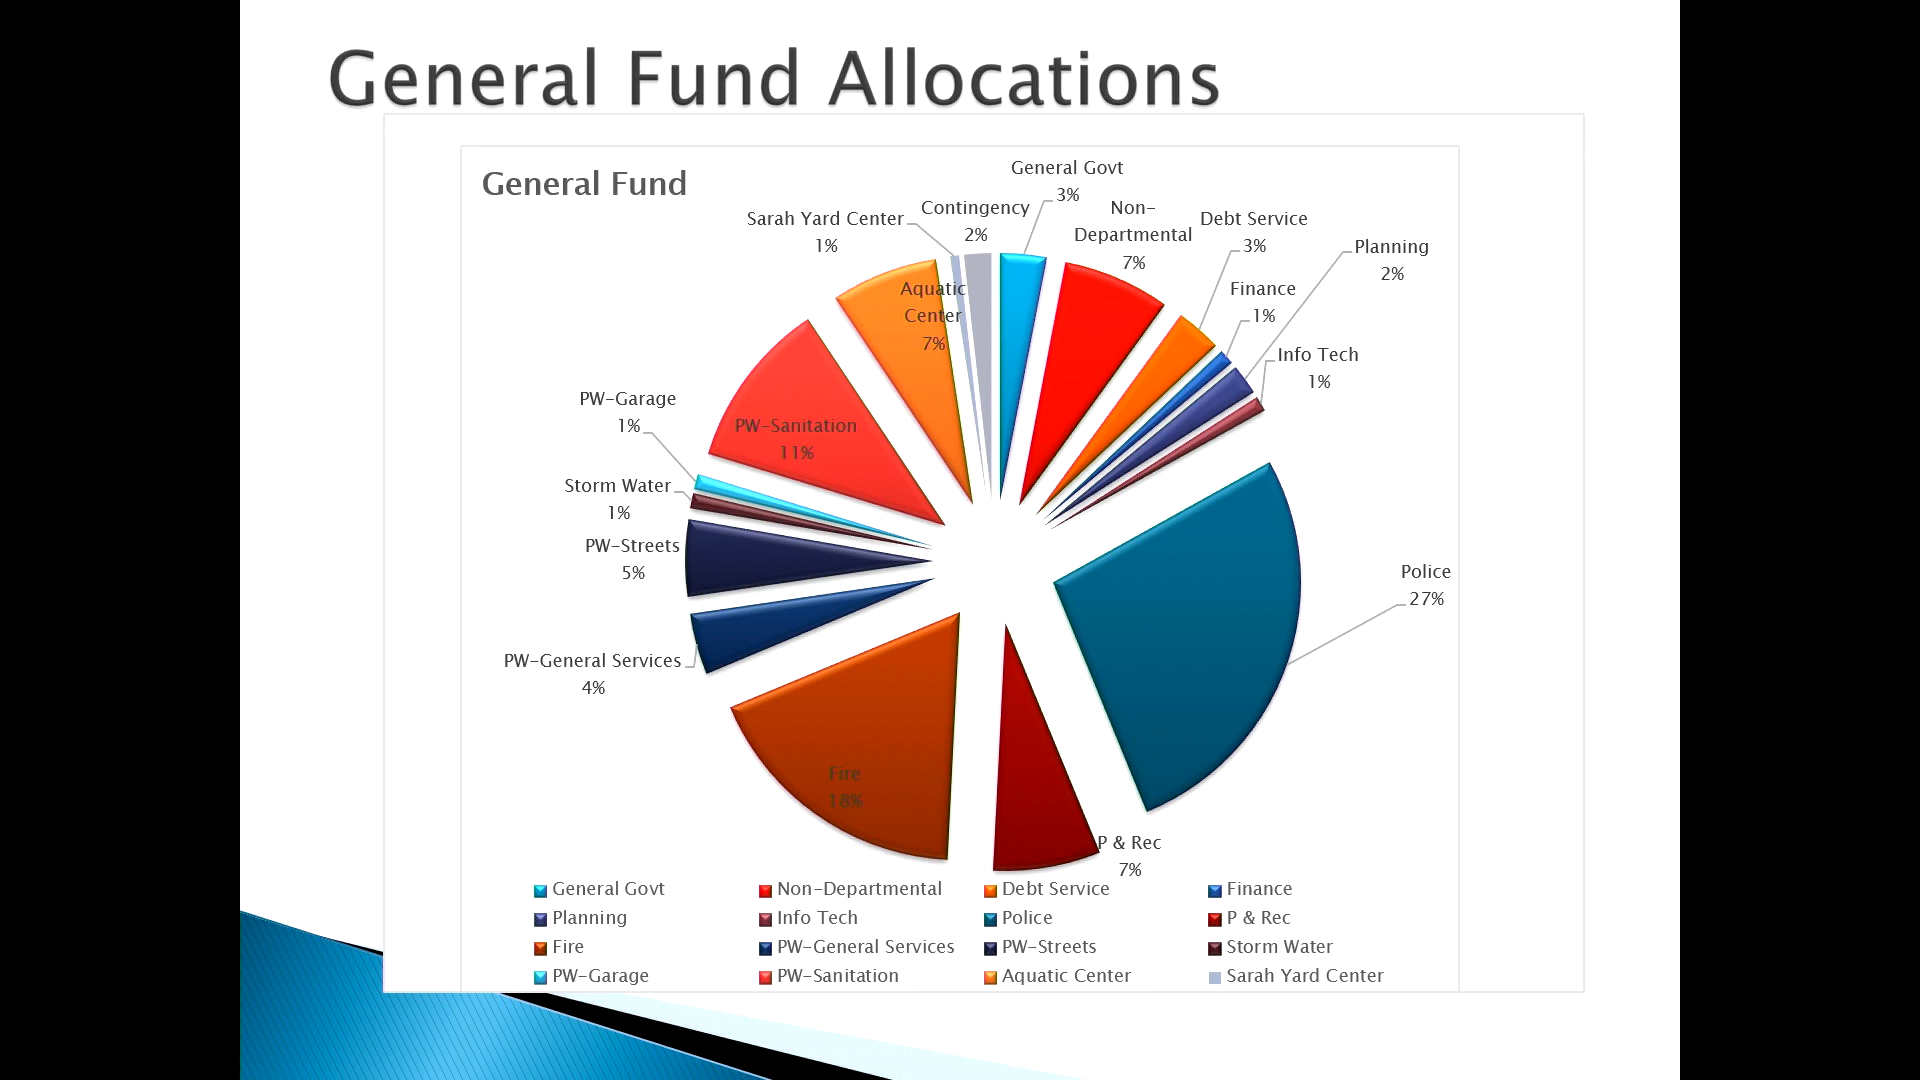 General Fund Allocations
General Fund
General Govt
3%
Sarah Yard Center
1%
Contingency
2%
Non-
Departmental
7%
Debt Service
3%
Planning
2%
Aquatic
Center
7%
Finance
1%
Info Tech
1%
PW-Garage
1%
PW-Sanitation
11%
Storm Water
1%
PW-Streets
5%
Police
27%
PW-General Services
4%
Fire
18%
P & Rec
7%
General Govt Non-Departmental Debt Service Finance
Planning Info Tech Police P & Rec
Fire PW-General Services PW-Streets Storm Water
PW-Garage PW-Sanitation Aquatic Center Sarah Yard Center